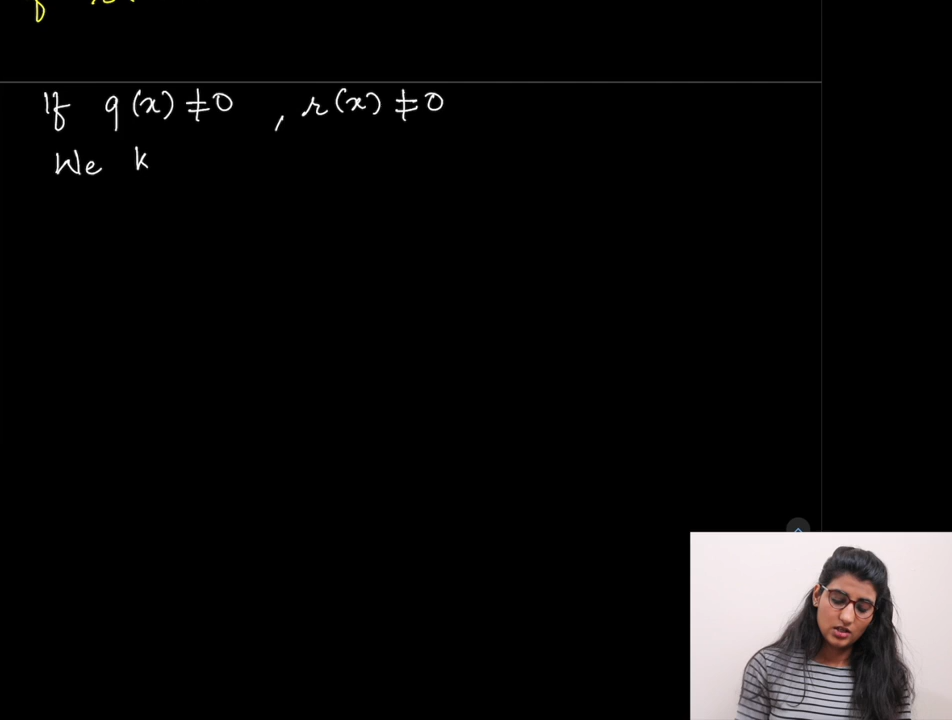 If q(x) ≠ 0 , r(x) ≠ 0
We k